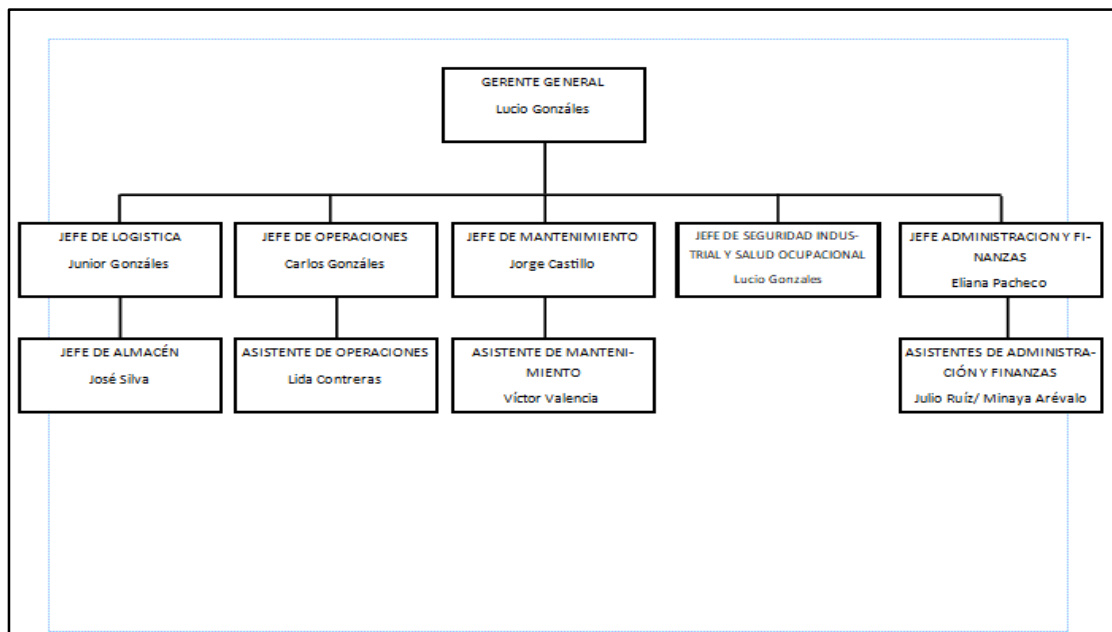 GERENTE GENERAL
Lucio Gonzáles
JEFE DE LOGISTICA
Junior Gonzáles
JEFE DE OPERACIONES
Carlos Gonzáles
JEFE DE MANTENIMIENTO
Jorge Castillo
JEFE DE SEGURIDAD INDUS-
TRIAL Y SALUD OCUPACIONAL
Lucio Gonzales
JEFE ADMINISTRACION Y FI-
NANZAS
Eliana Pacheco
JEFE DE ALMACÉN
José Silva
ASISTENTE DE OPERACIONES
Lida Contreras
ASISTENTE DE MANTENI-
MIENTO
Víctor Valencia
ASISTENTES DE ADMINISTRA-
CIÓN Y FINANZAS
Julio Ruíz/ Minaya Arévalo